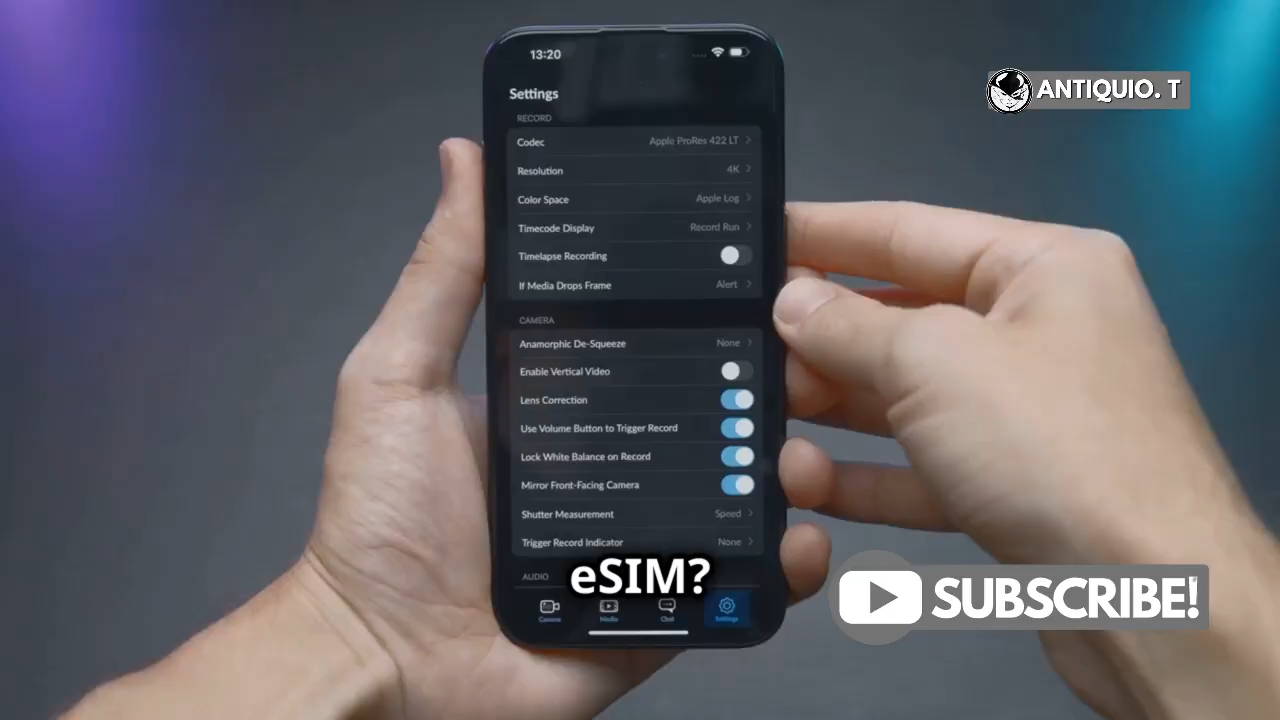 13:20
ANTIQUIO. T
Settings
RECORD
Codec Apple ProRes 422 LT
Resolution 4K
Color Space Apple Log
Timecode Display Record Run
Timelapse Recording
If Media Drops Frame Alert
CAMERA
Anamorphic De-Squeeze None
Enable Vertical Video
Lens Correction
Use Volume Button to Trigger Record
Lock White Balance on Record
Mirror Front-Facing Camera
Shutter Measurement Speed
Trigger Record Indicator None
AUDIO
eSIM?
SUBSCRIBE!
Camera Media Chat Settings